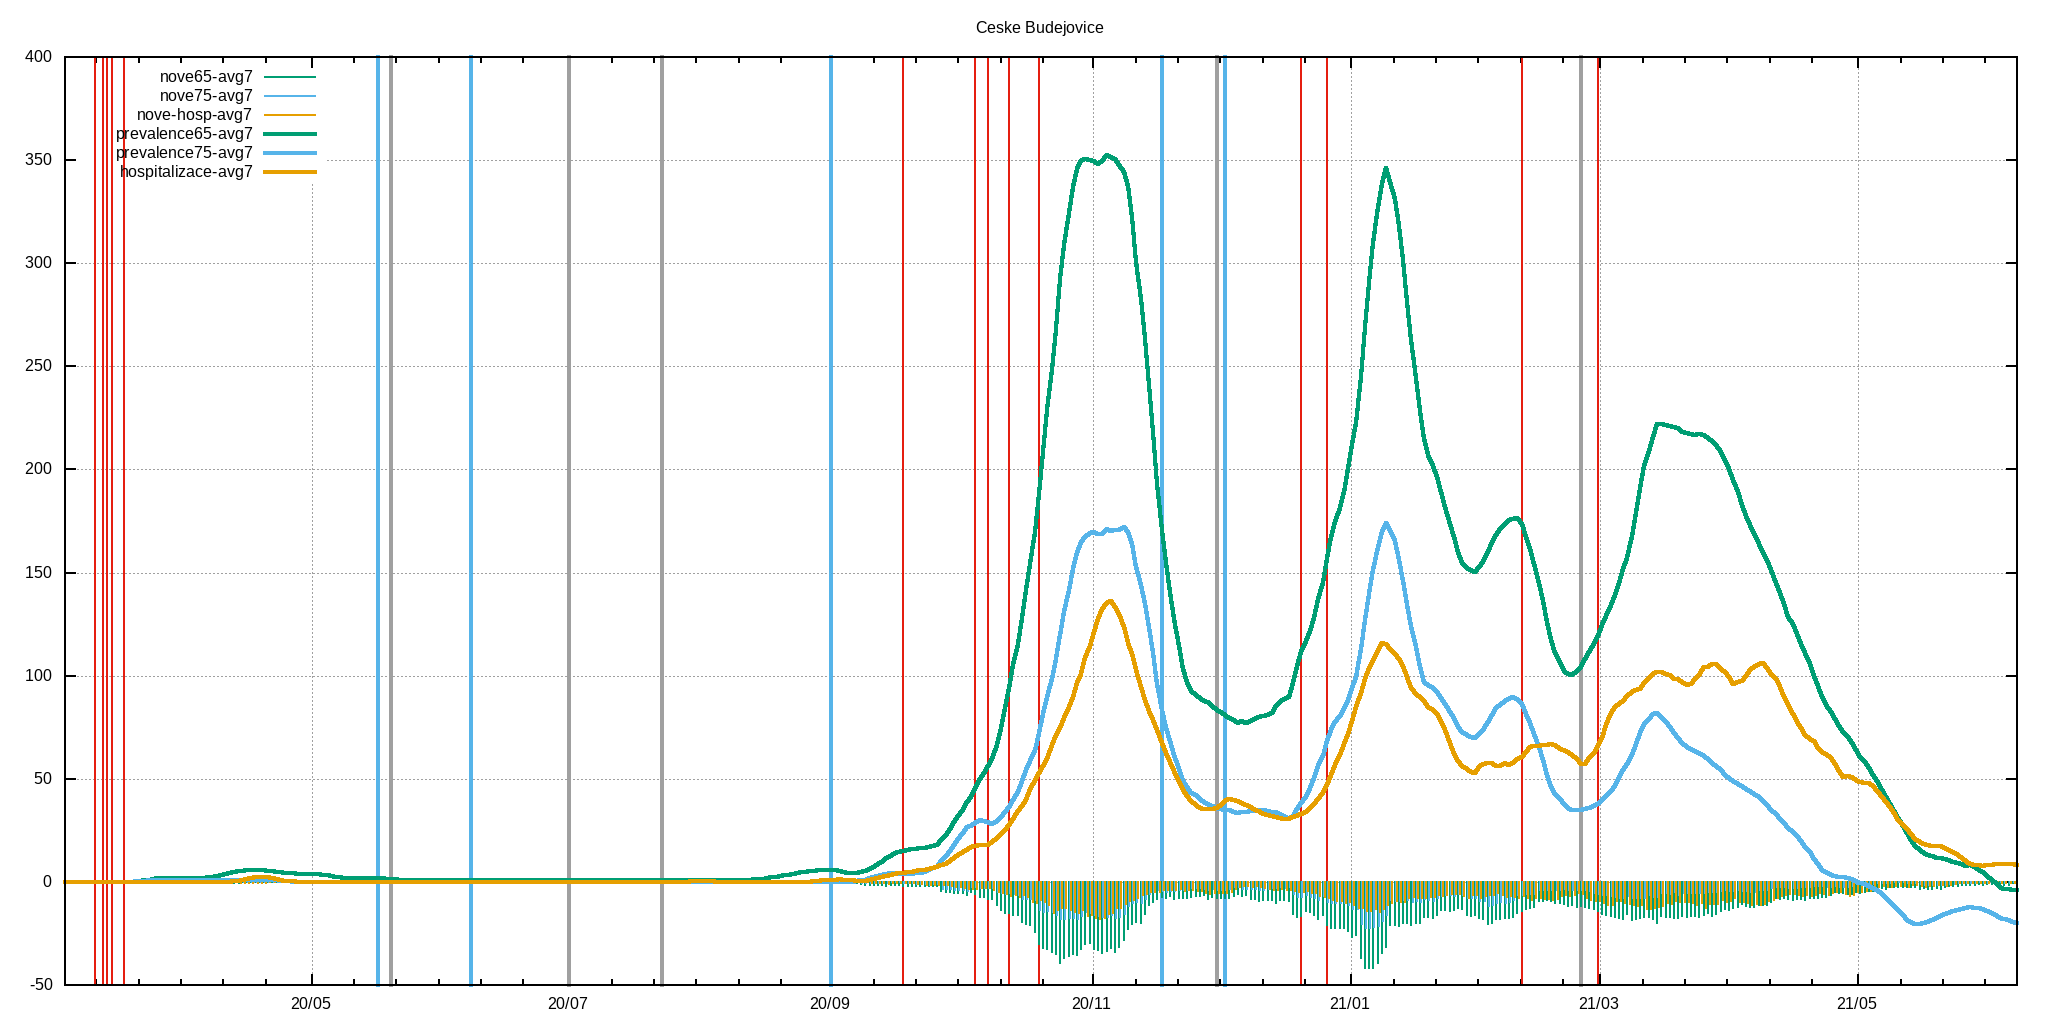 Ceske Budejovice
400
350
300
250
200
150
100
50
0
-50
nove65-avg7
nove75-avg7
nove-hosp-avg7
prevalence65-avg7
prevalence75-avg7
hospitalizace-avg7
20/05 20/07 20/09 20/11 21/01 21/03 21/05